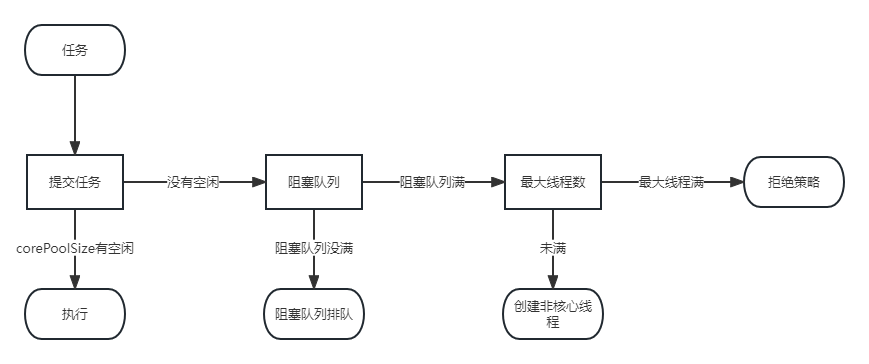 任务
提交任务
没有空闲
阻塞队列
阻塞队列满
最大线程数
最大线程满
拒绝策略
corePoolSize有空闲
阻塞队列没满
未满
执行
阻塞队列排队
创建非核心线
程